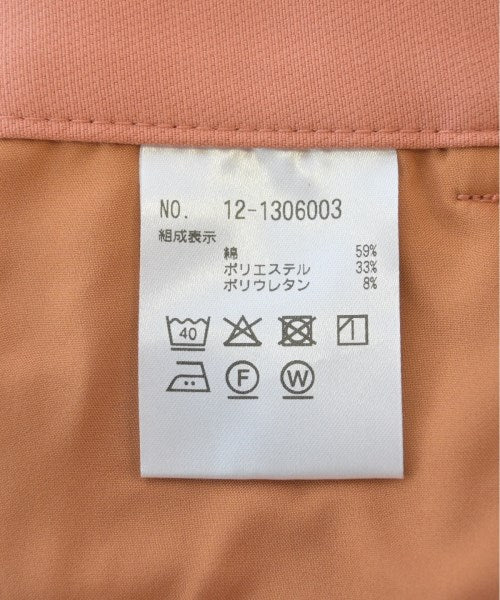 NO. 12-1306003
組成表示
綿 59%
ポリエステル 33%
ポリウレタン 8%
40
F W